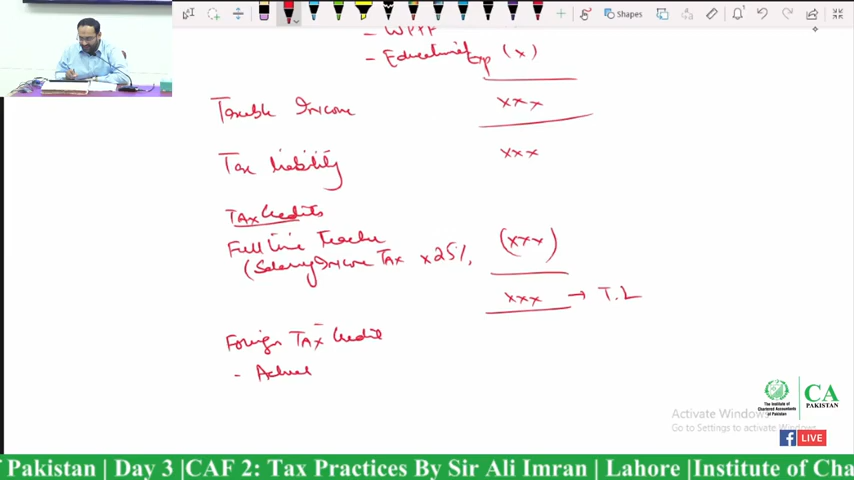 Shapes
- WPPF
- Educational Exp (x)
Taxable Income xxx
Tax liability xxx
TAX Credits
Full time Teacher (xxx)
(Salary Income Tax x 25%
xxx → T.L
Foreign TAX Credit
- Actual
The Institute of
Chartered Accountants
of Pakistan
CA
PAKISTAN
Activate Windows
Go to Settings to activate Windows.
f LIVE
f Pakistan | Day 3 |CAF 2: Tax Practices By Sir Ali Imran | Lahore |Institute of Cha